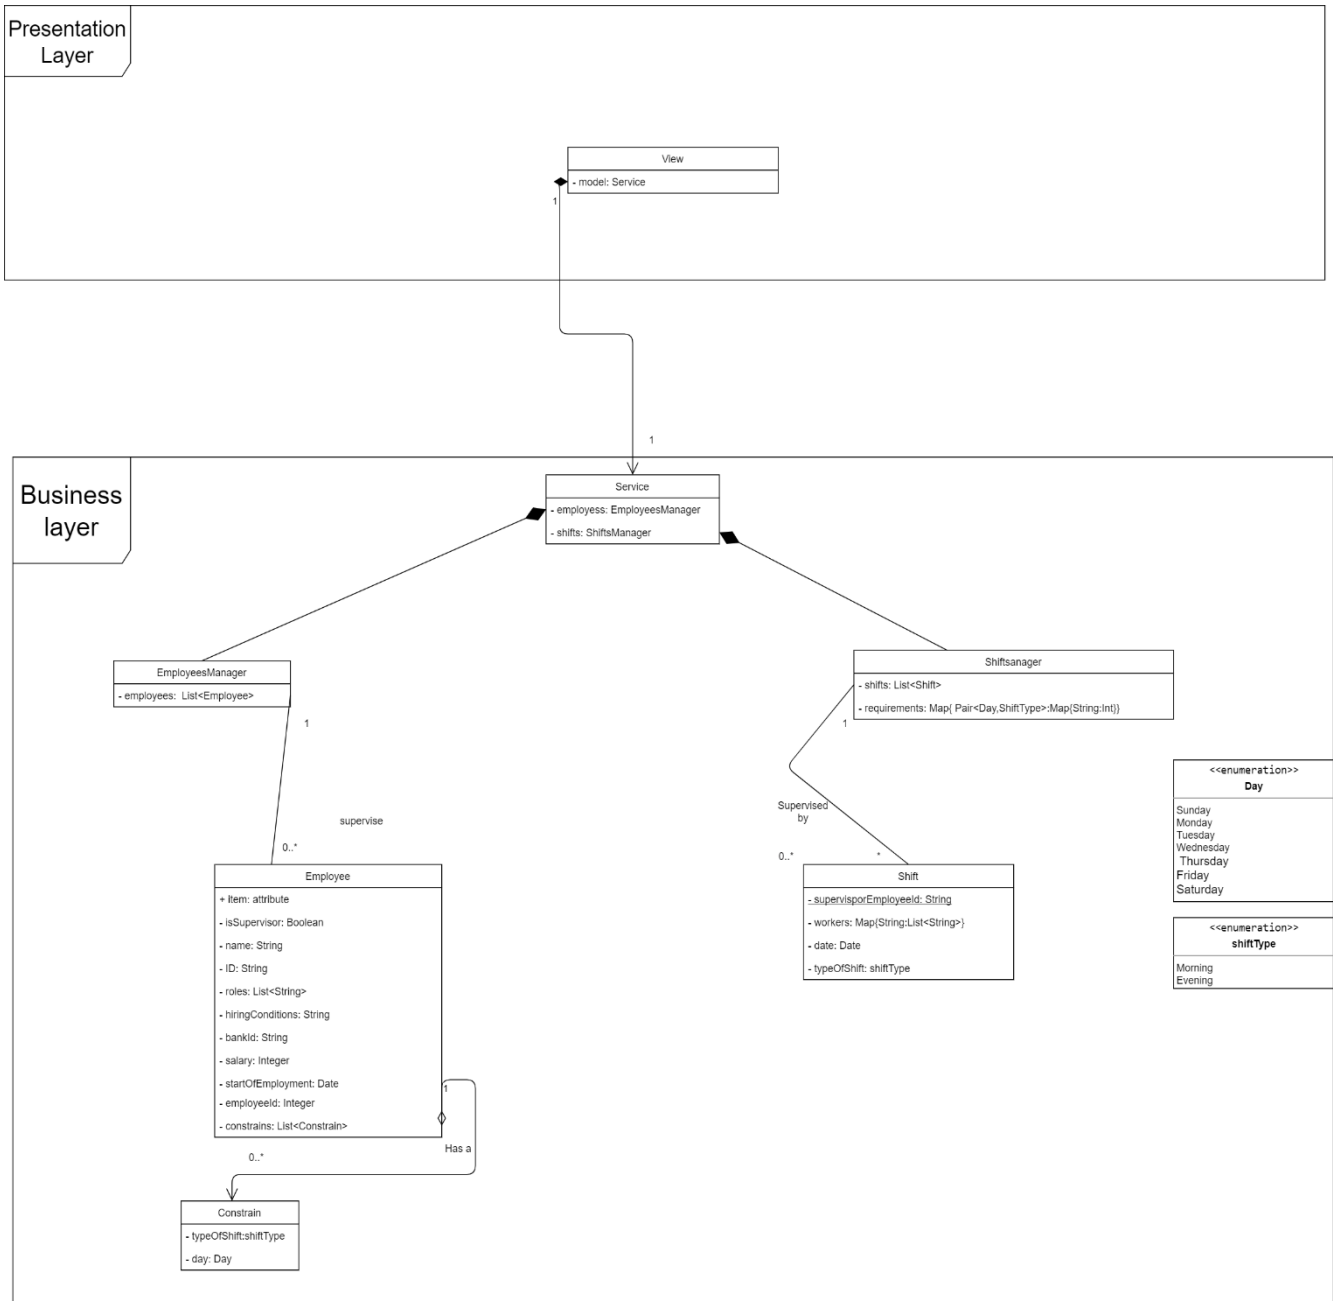 Presentation
Layer
View
- model: Service
1
1
Business
layer
Service
- employess: EmployeesManager
- shifts: ShiftsManager
EmployeesManager
- employees:  List<Employee>
1
supervise
0..*
Shiftsanager
- shifts: List<Shift>
- requirements: Map{ Pair<Day,ShiftType>:Map{String:Int}}
1
Supervised
by
0..*
*
<<enumeration>>
Day
Sunday
Monday
Tuesday
Wednesday
Thursday
Friday
Saturday
Employee
+ item: attribute
- isSupervisor: Boolean
- name: String
- ID: String
- roles: List<String>
- hiringConditions: String
- bankId: String
- salary: Integer
- startOfEmployment: Date
- employeeId: Integer
- constrains: List<Constrain>
1
Has a
0..*
Shift
- supervisporEmployeeId: String
- workers: Map{String:List<String>}
- date: Date
- typeOfShift: shiftType
<<enumeration>>
shiftType
Morning
Evening
Constrain
- typeOfShift:shiftType
- day: Day